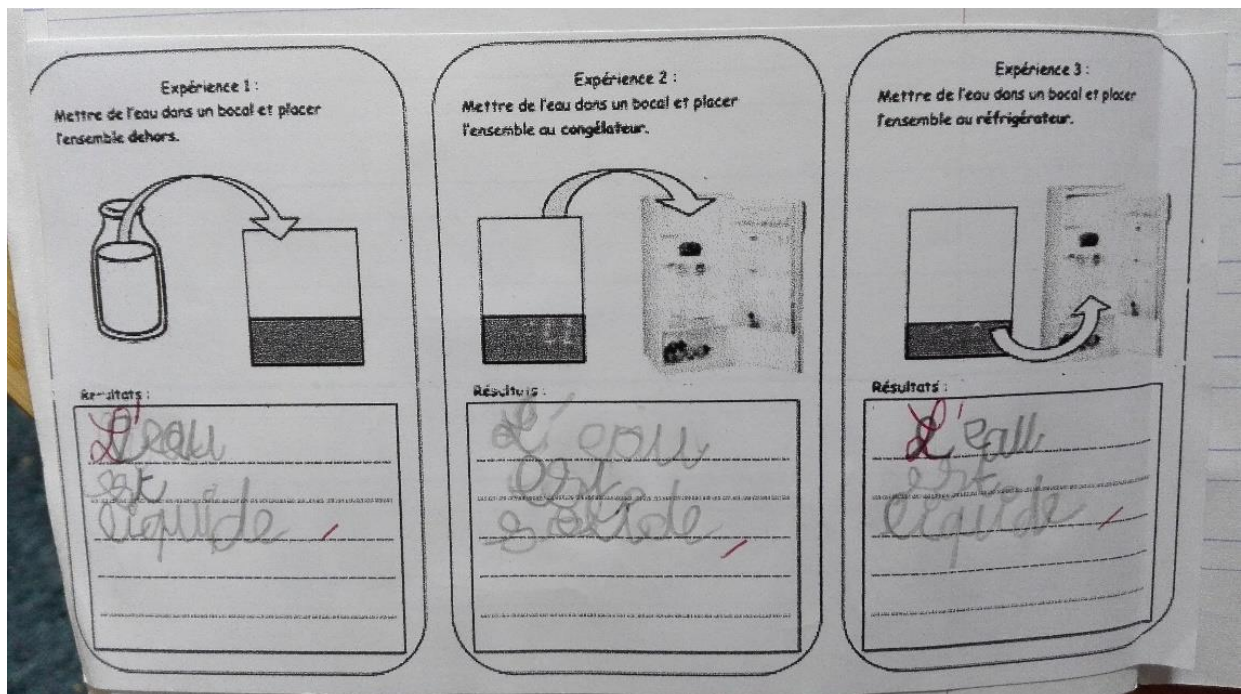 Expérience 1 :
Mettre de l'eau dans un bocal et placer
l'ensemble dehors.
Résultats :
L'eau
est
liquide
Expérience 2 :
Mettre de l'eau dans un bocal et placer
l'ensemble au congélateur.
Résultats :
L'eau
est
solide
Expérience 3 :
Mettre de l'eau dans un bocal et placer
l'ensemble au réfrigérateur.
Résultats :
L'eau
est
liquide